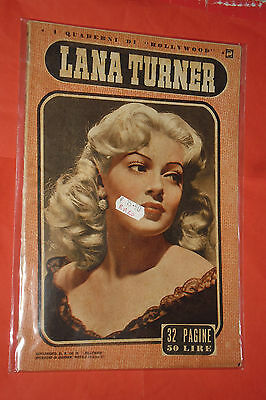 I QUADERNI DI "HOLLYWOOD"
LANA TURNER
32 PAGINE
50 LIRE